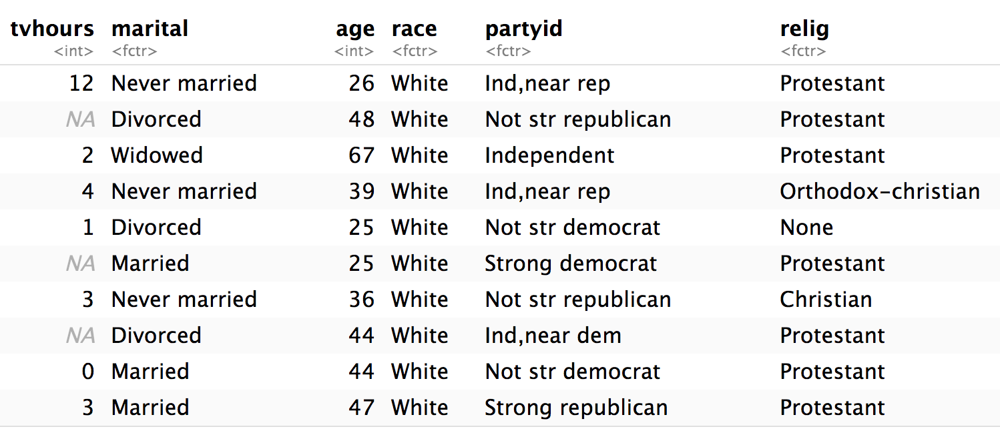 tvhours marital age race partyid relig
<int> <fctr> <int> <fctr> <fctr> <fctr>
12 Never married 26 White Ind,near rep Protestant
NA Divorced 48 White Not str republican Protestant
2 Widowed 67 White Independent Protestant
4 Never married 39 White Ind,near rep Orthodox-christian
1 Divorced 25 White Not str democrat None
NA Married 25 White Strong democrat Protestant
3 Never married 36 White Not str republican Christian
NA Divorced 44 White Ind,near dem Protestant
0 Married 44 White Not str democrat Protestant
3 Married 47 White Strong republican Protestant